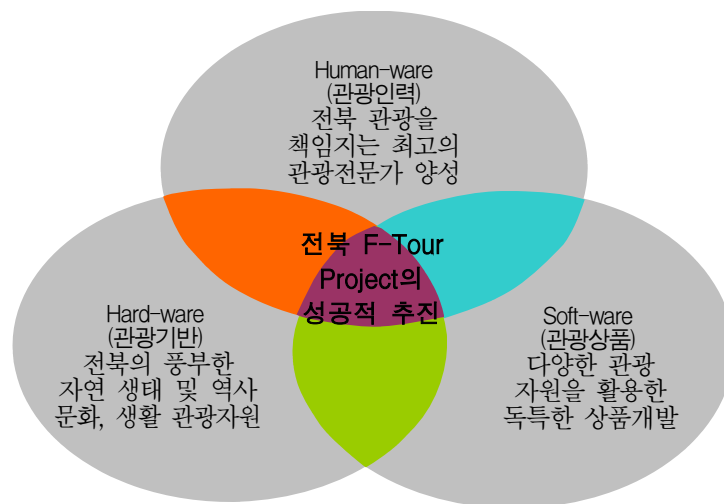 Human-ware
(관광인력)
전북 관광을
책임지는 최고의
관광전문가 양성
전북 F-Tour
Project의
성공적 추진
Hard-ware
(관광기반)
전북의 풍부한
자연 생태 및 역사
문화, 생활 관광자원
Soft-ware
(관광상품)
다양한 관광
자원을 활용한
독특한 상품개발